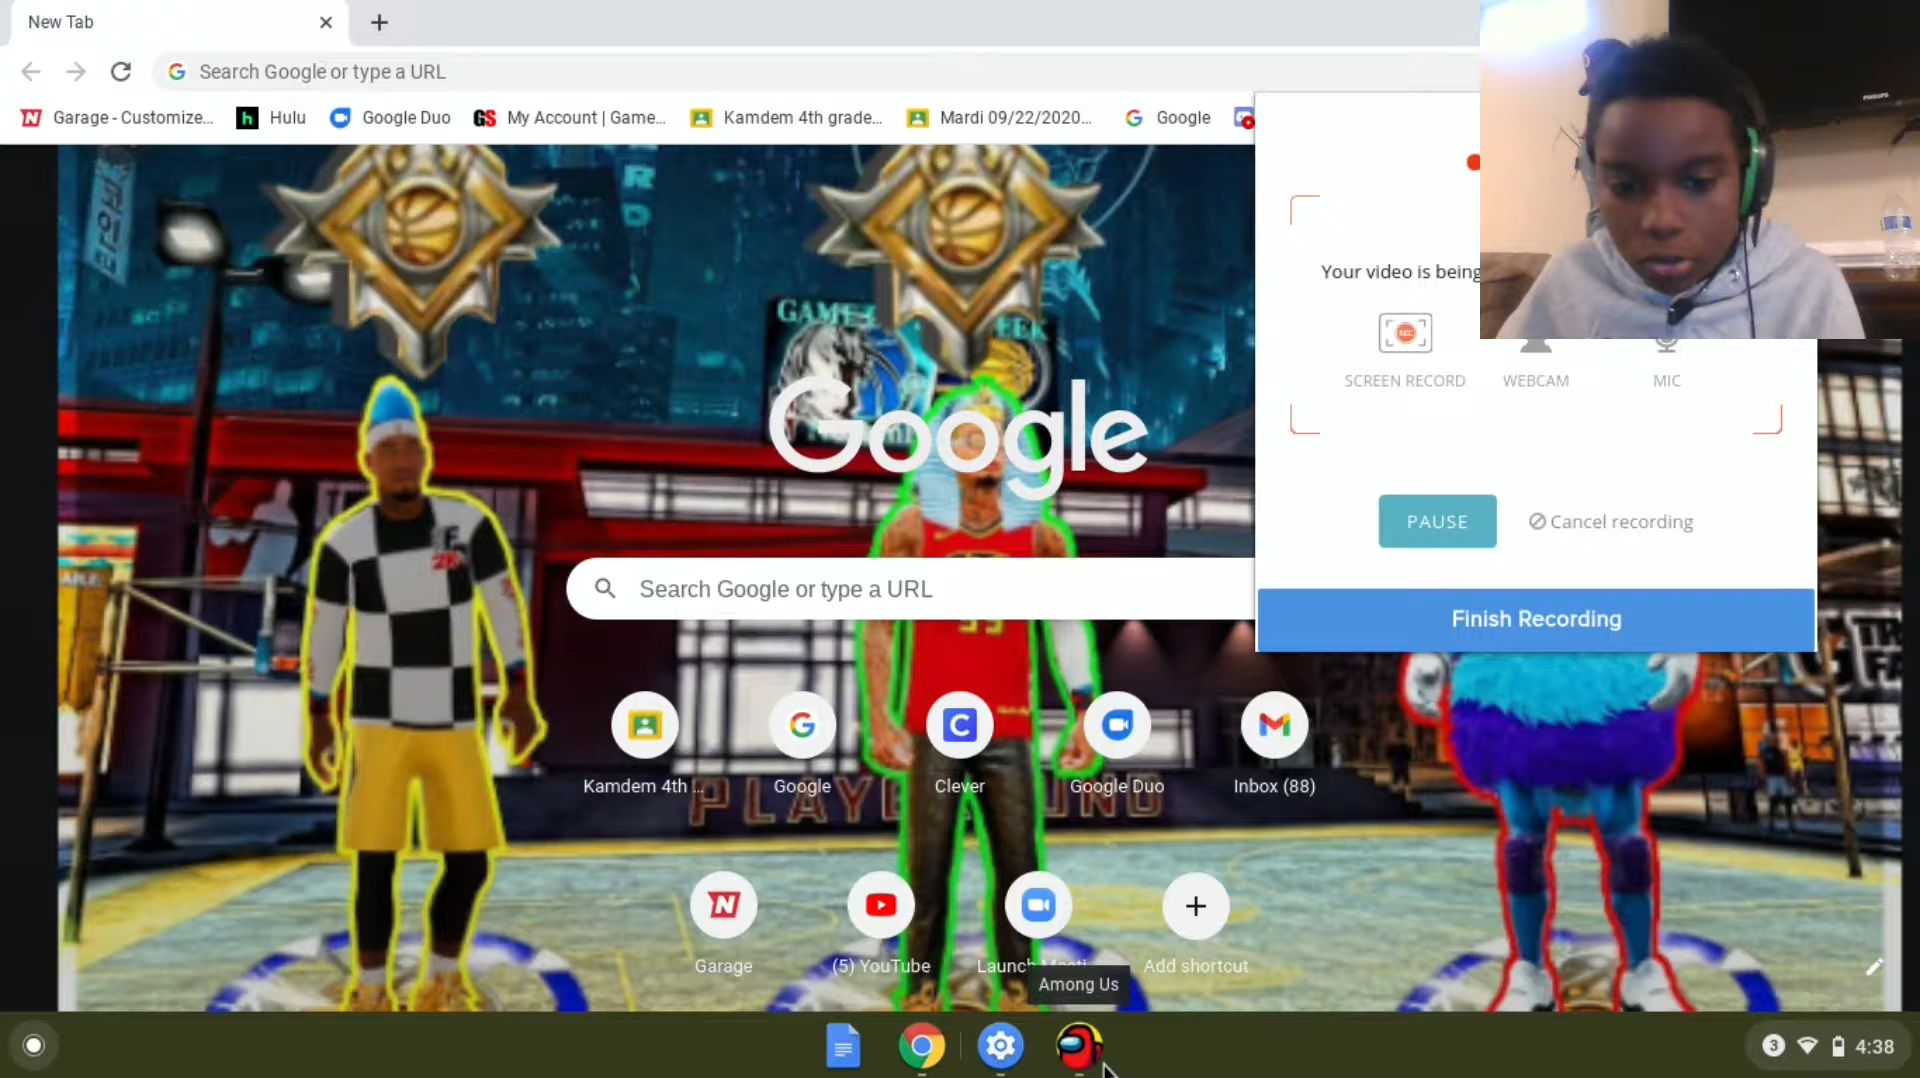 New Tab
Search Google or type a URL
Garage - Customize...
Hulu
Google Duo
GS
My Account | Game...
Kamdem 4th grade...
Mardi 09/22/2020...
Google
PHILIPS
Your video is being
REC
SCREEN RECORD
WEBCAM
MIC
PAUSE
Cancel recording
Finish Recording
Google
Search Google or type a URL
Kamdem 4th ...
Google
Clever
Google Duo
Inbox (88)
Garage
(5) YouTube
Add shortcut
Among Us
3
4:38